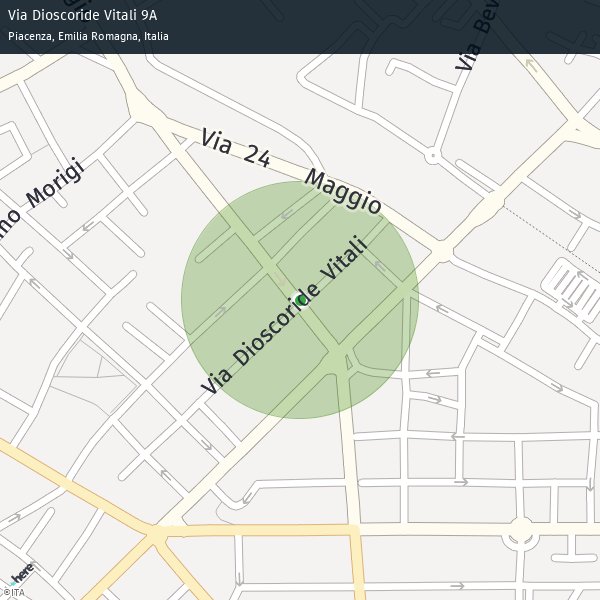 Via Dioscoride Vitali 9A
Piacenza, Emilia Romagna, Italia
Via Bev
Via 24 Maggio
no Morigi
Via Dioscoride Vitali
here
©ITA